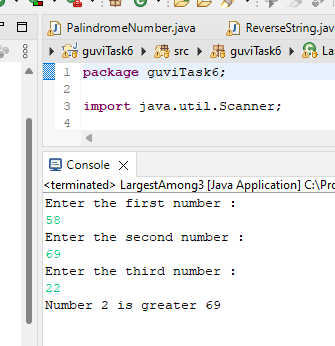 PalindromeNumber.java
ReverseString.jav
guviTask6 src guviTask6 La
1 package guviTask6;
2
3 import java.util.Scanner;
4
Console
<terminated> LargestAmong3 [Java Application] C:\Pro
Enter the first number :
58
Enter the second number :
69
Enter the third number :
22
Number 2 is greater 69